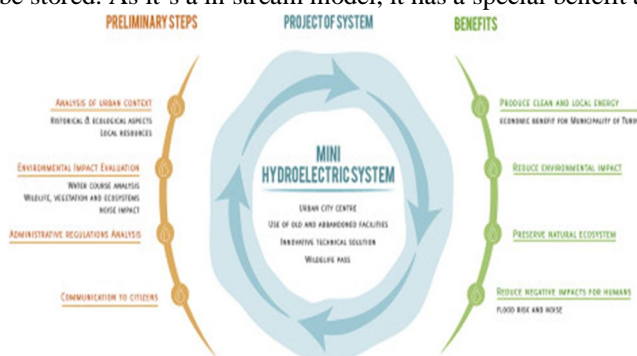 be stored. As it's a in stream model, it has a special benefit
PRELIMINARY STEPS
ANALYSIS OF URBAN CONTEXT
HISTORICAL & ECOLOGICAL ASPECTS
LOCAL RESOURCES
ENVIRONMENTAL IMPACT EVALUATION
WATER COURSE ANALYSIS
WILDLIFE, VEGETATION AND ECOSYSTEMS
NOISE IMPACT
ADMINISTRATIVE REGULATIONS ANALYSIS
COMMUNICATION TO CITIZENS
PROJECT OF SYSTEM
MINI
HYDROELECTRIC SYSTEM
URBAN CITY CENTRE
USE OF OLD AND ABBANDONED FACILITIES
INNOVATIVE TECHNICAL SOLUTION
WILDELIFE PASS
BENEFITS
PRODUCE CLEAN AND LOCAL ENERGY
ECONOMIC BENEFIT FOR MUNICIPALITY OF
REDUCE ENVIRONMENTAL IMPACT
PRESERVE NATURAL ECOSYSTEM
REDUCE NEGATIVE IMPACTS FOR HUMANS
FLOOD RISK AND NOISE